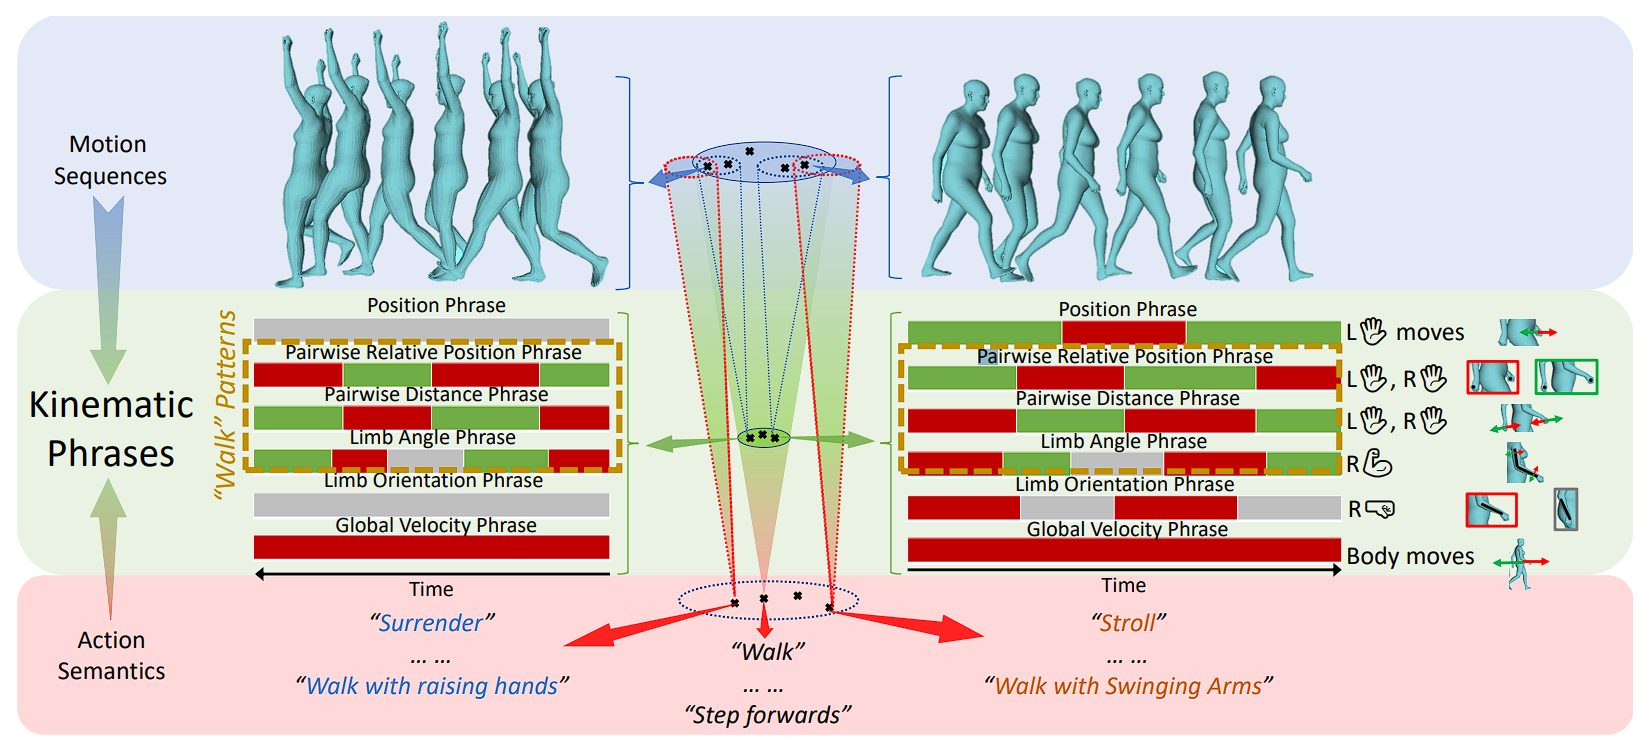 Motion
Sequences
Kinematic
Phrases
Action
Semantics
"Walk" Patterns
Position Phrase
Pairwise Relative Position Phrase
Pairwise Distance Phrase
Limb Angle Phrase
Limb Orientation Phrase
Global Velocity Phrase
Time
Position Phrase
L moves
Pairwise Relative Position Phrase
L , R
Pairwise Distance Phrase
L , R
Limb Angle Phrase
R
Limb Orientation Phrase
R
Global Velocity Phrase
Body moves
Time
“Surrender”
... ...
“Walk with raising hands”
“Walk”
... ...
“Step forwards”
“Stroll”
... ...
“Walk with Swinging Arms”